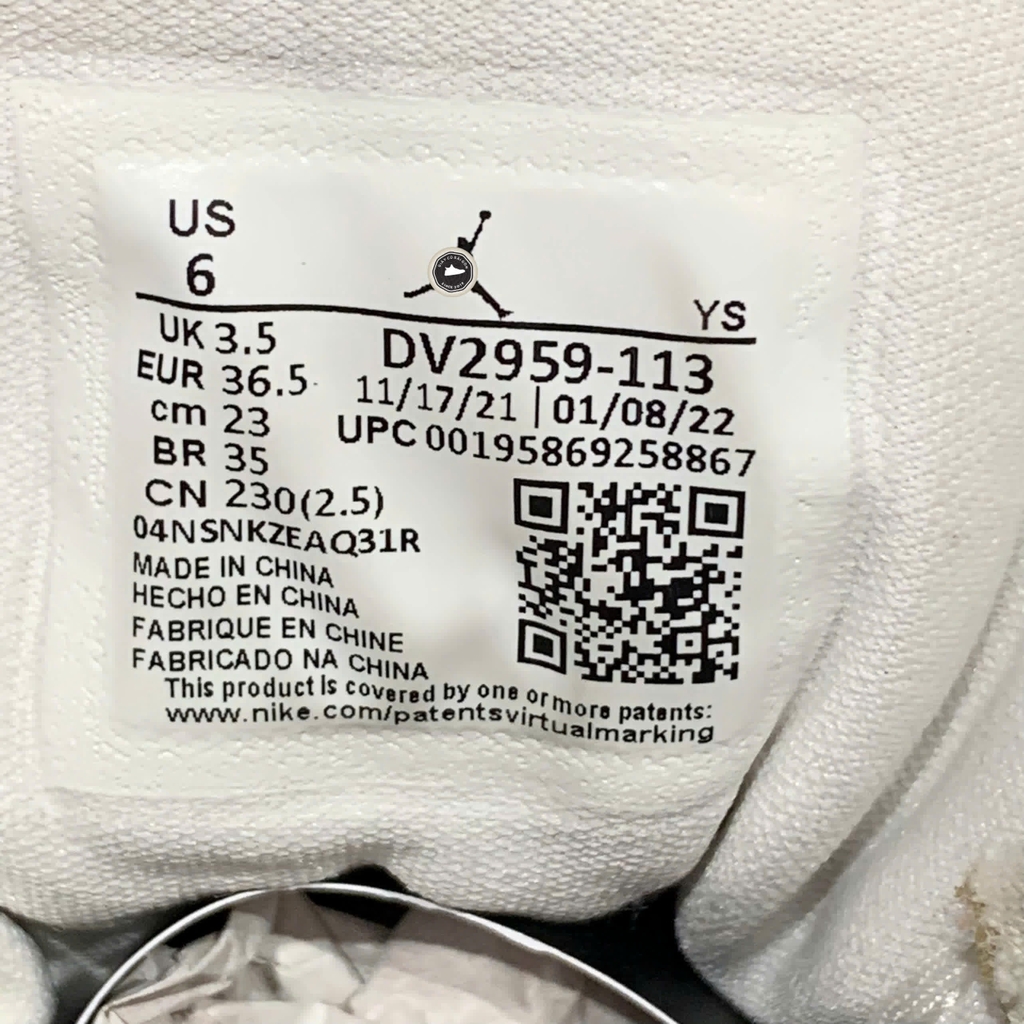 US
6
YS
UK 3.5
EUR 36.5
cm 23
BR 35
CN 230(2.5)
DV2959-113
11/17/21 | 01/08/22
UPC 00195869258867
04NSNKZEAQ31R
MADE IN CHINA
HECHO EN CHINA
FABRIQUE EN CHINE
FABRICADO NA CHINA
This product is covered by one or more patents:
www.nike.com/patentsvirtualmarking